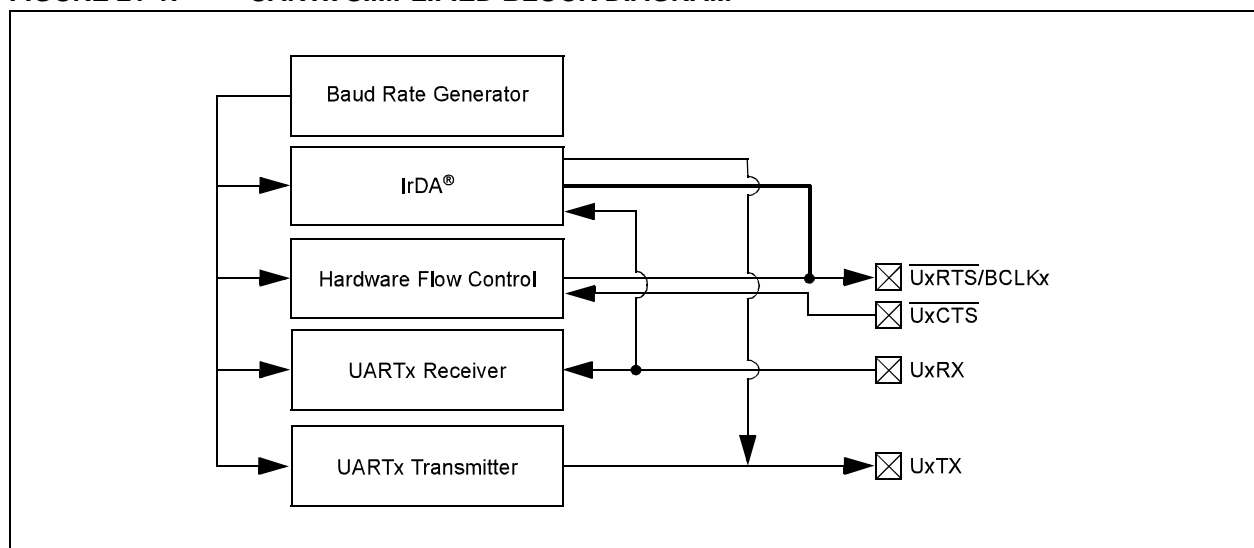 Baud Rate Generator
IrDA®
Hardware Flow Control
UxRTS/BCLKx
UxCTS
UARTx Receiver
UxRX
UARTx Transmitter
UxTX